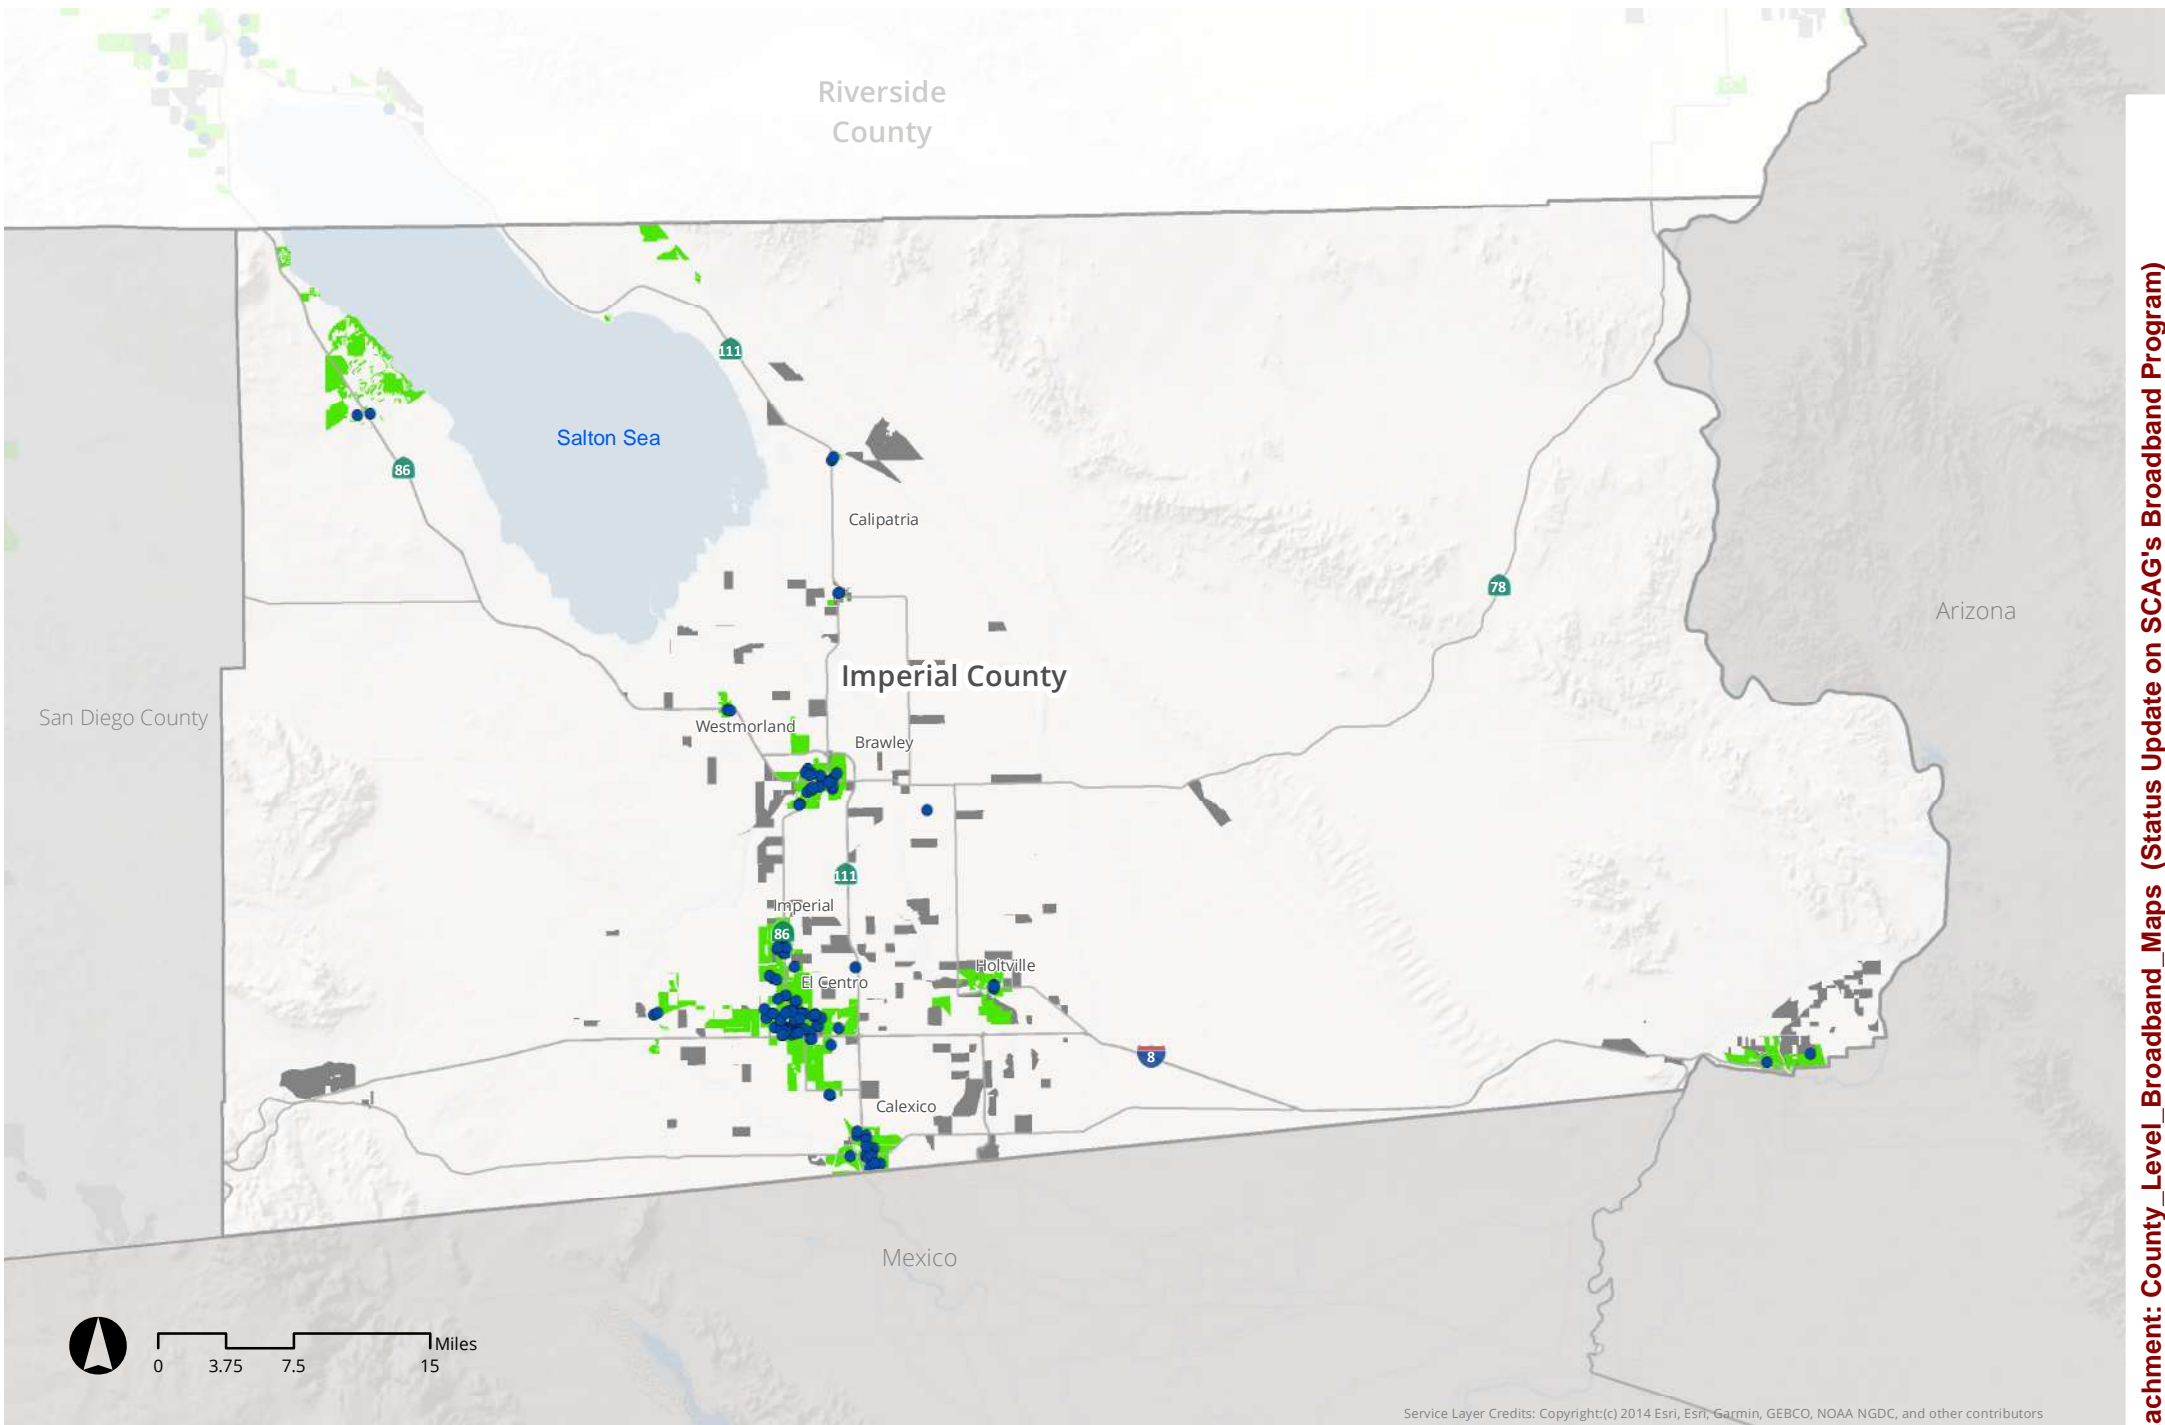 Riverside
County
111
Salton Sea
86
Calipatria
78
Arizona
Imperial County
San Diego County
Westmorland
Brawley
111
Imperial
86
Holtville
El Centro
8
Calexico
Mexico
Miles
0 3.75 7.5 15
Service Layer Credits: Copyright:(c) 2014 Esri, Esri, Garmin, GEBCO, NOAA NGDC, and other contributors
achment: County_Level_Broadband_Maps (Status Update on SCAG's Broadband Program)